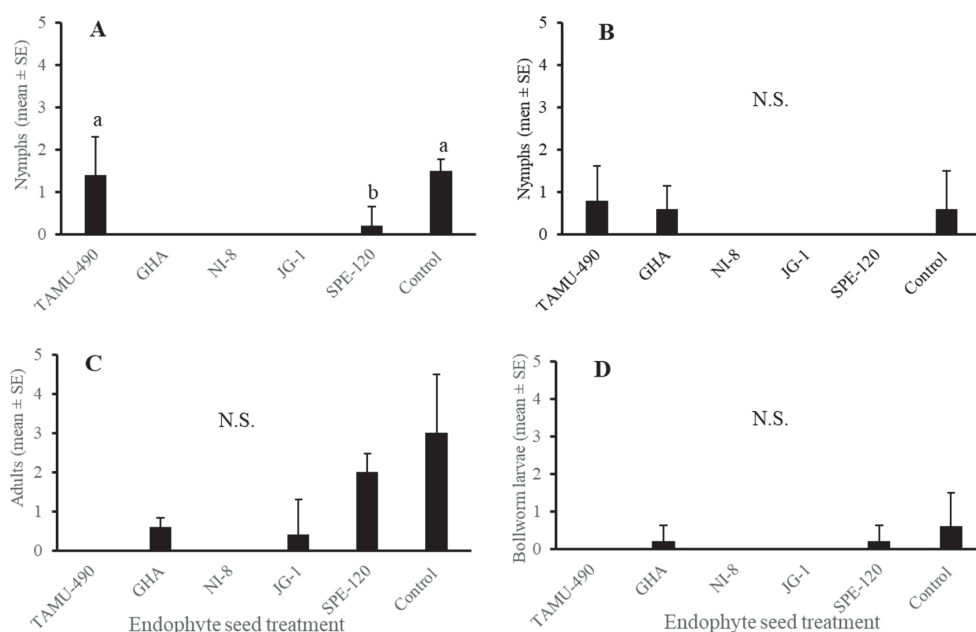 A
Nymphs (mean ± SE)
5
4
3
2
1
0
a
b
a
TAMU-490
GHA
NI-8
JG-1
SPE-120
Control
B
Nymphs (men ± SE)
5
4
3
2
1
0
N.S.
TAMU-490
GHA
NI-8
JG-1
SPE-120
Control
C
Adults (mean ± SE)
5
4
3
2
1
0
N.S.
TAMU-490
GHA
NI-8
JG-1
SPE-120
Control
Endophyte seed treatment
D
Bollworm larvae (mean ± SE)
5
4
3
2
1
0
N.S.
TAMU-490
GHA
NI-8
JG-1
SPE-120
Control
Endophyte seed treatment